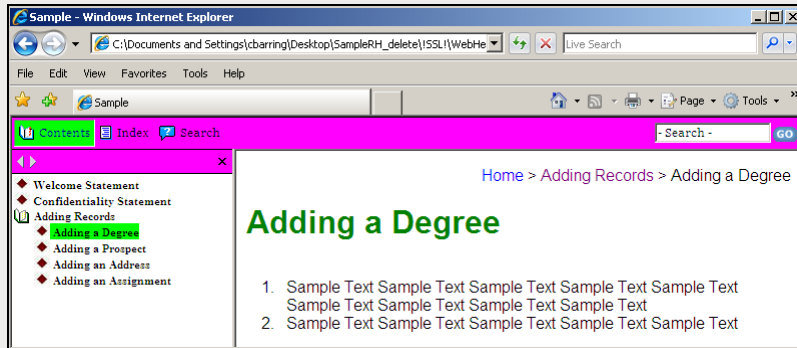 Sample - Windows Internet Explorer
C:\Documents and Settings\cbarring\Desktop\SampleRH_delete\!SSL!\WebHe
Live Search
File Edit View Favorites Tools Help
Sample
Page Tools »
Contents Index Search
- Search - GO
Welcome Statement
Confidentiality Statement
Adding Records
Adding a Degree
Adding a Prospect
Adding an Address
Adding an Assignment
Home > Adding Records > Adding a Degree
Adding a Degree
1. Sample Text Sample Text Sample Text Sample Text Sample Text
Sample Text Sample Text Sample Text Sample Text
2. Sample Text Sample Text Sample Text Sample Text Sample Text